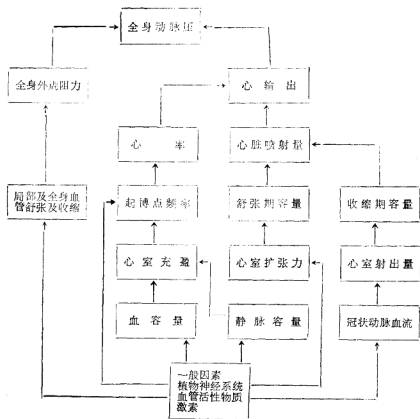 全身动脉压
全身外虎阻力
心输出
心率
心脏喷射量
局部及全身血
管舒张及收缩
起博点频率
舒张期容量
收缩期容量
心室充盈
心室扩张力
心室射出量
血容量
静脉容量
冠状动脉血流
一般因素
植物神经系统
血管活性物质
激素